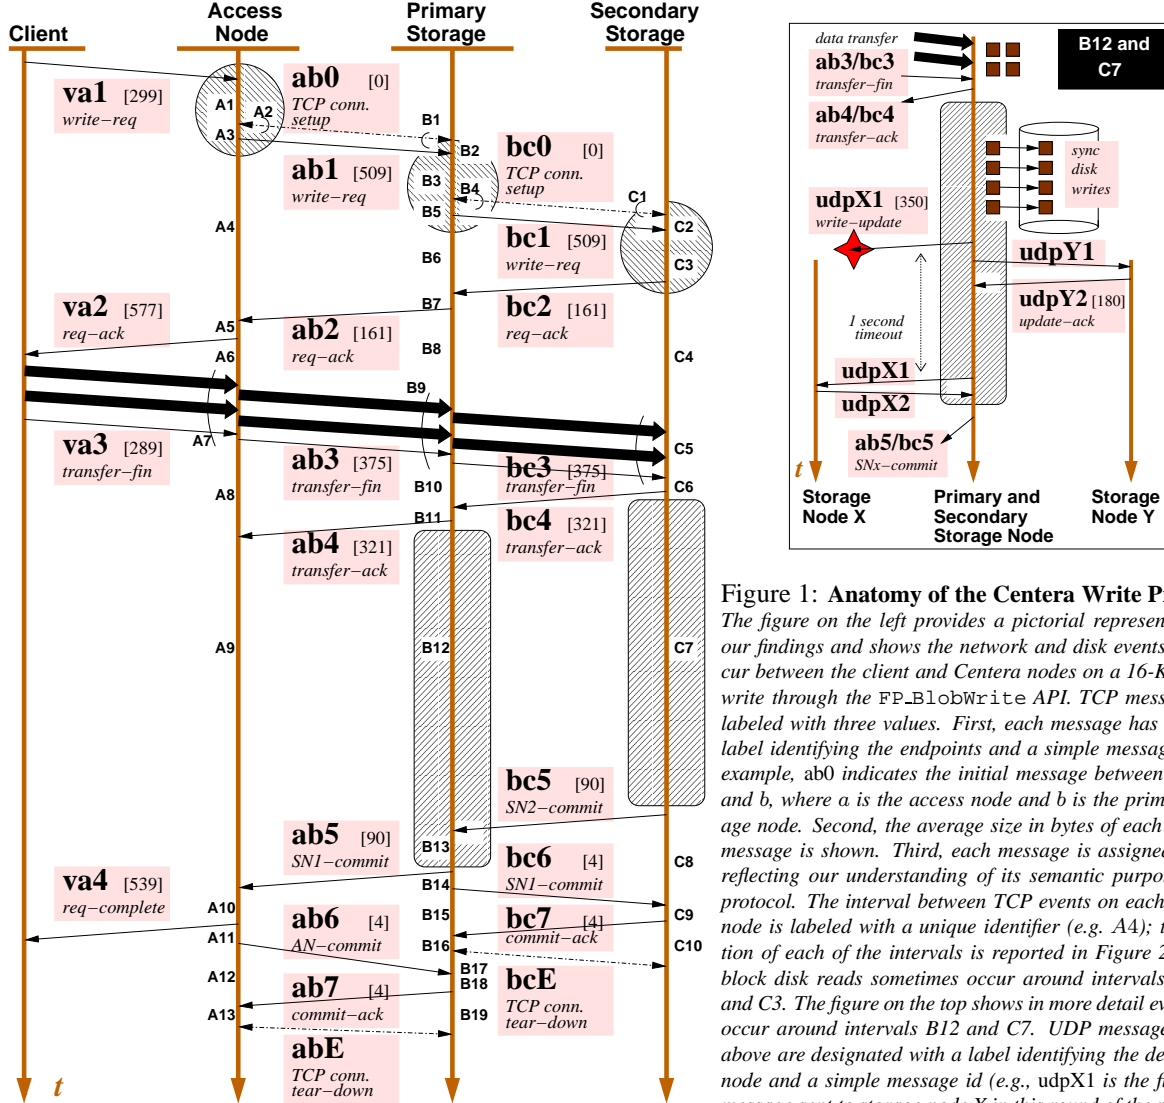 Client
Access
Node
Primary
Storage
Secondary
Storage
va1 [299]
write−req
A1
A2
A3
ab0 [0]
TCP conn.
setup
B1
B2
ab1 [509]
write−req
B3
B4
B5
bc0 [0]
TCP conn.
setup
C1
C2
C3
A4
B6
bc1 [509]
write−req
va2 [577]
req−ack
A5
A6
ab2 [161]
req−ack
B7
B8
bc2 [161]
req−ack
C4
B9
va3 [289]
transfer−fin
A7
ab3 [375]
transfer−fin
bc3 [375]
transfer−fin
C5
C6
A8
B10
B11
ab4 [321]
transfer−ack
bc4 [321]
transfer−ack
A9
B12
C7
bc5 [90]
SN2−commit
ab5 [90]
SN1−commit
B13
B14
bc6 [4]
SN1−commit
C8
va4 [539]
req−complete
A10
A11
ab6 [4]
AN−commit
B15
B16
bc7 [4]
commit−ack
C9
C10
A12
A13
ab7 [4]
commit−ack
B17
B18
B19
bcE
TCP conn.
tear−down
abE
TCP conn.
tear−down
t
data transfer
ab3/bc3
transfer−fin
ab4/bc4
transfer−ack
B12 and
C7
sync
disk
writes
udpX1 [350]
write−update
udpY1
udpY2 [180]
update−ack
1 second
timeout
udpX1
udpX2
ab5/bc5
SNx−commit
t
Storage
Node X
Primary and
Secondary
Storage Node
Storage
Node Y
Figure 1: Anatomy of the Centera Write Pr
The figure on the left provides a pictorial represen
our findings and shows the network and disk events
cur between the client and Centera nodes on a 16-K
write through the FP_BlobWrite API. TCP mess
labeled with three values. First, each message has
label identifying the endpoints and a simple messag
example, ab0 indicates the initial message between
and b, where a is the access node and b is the prim
age node. Second, the average size in bytes of each
message is shown. Third, each message is assigned
reflecting our understanding of its semantic purpo
protocol. The interval between TCP events on each
node is labeled with a unique identifier (e.g. A4); t
tion of each of the intervals is reported in Figure 2
block disk reads sometimes occur around intervals
and C3. The figure on the top shows in more detail ev
occur around intervals B12 and C7. UDP message
above are designated with a label identifying the de
node and a simple message id (e.g., udpX1 is the fi